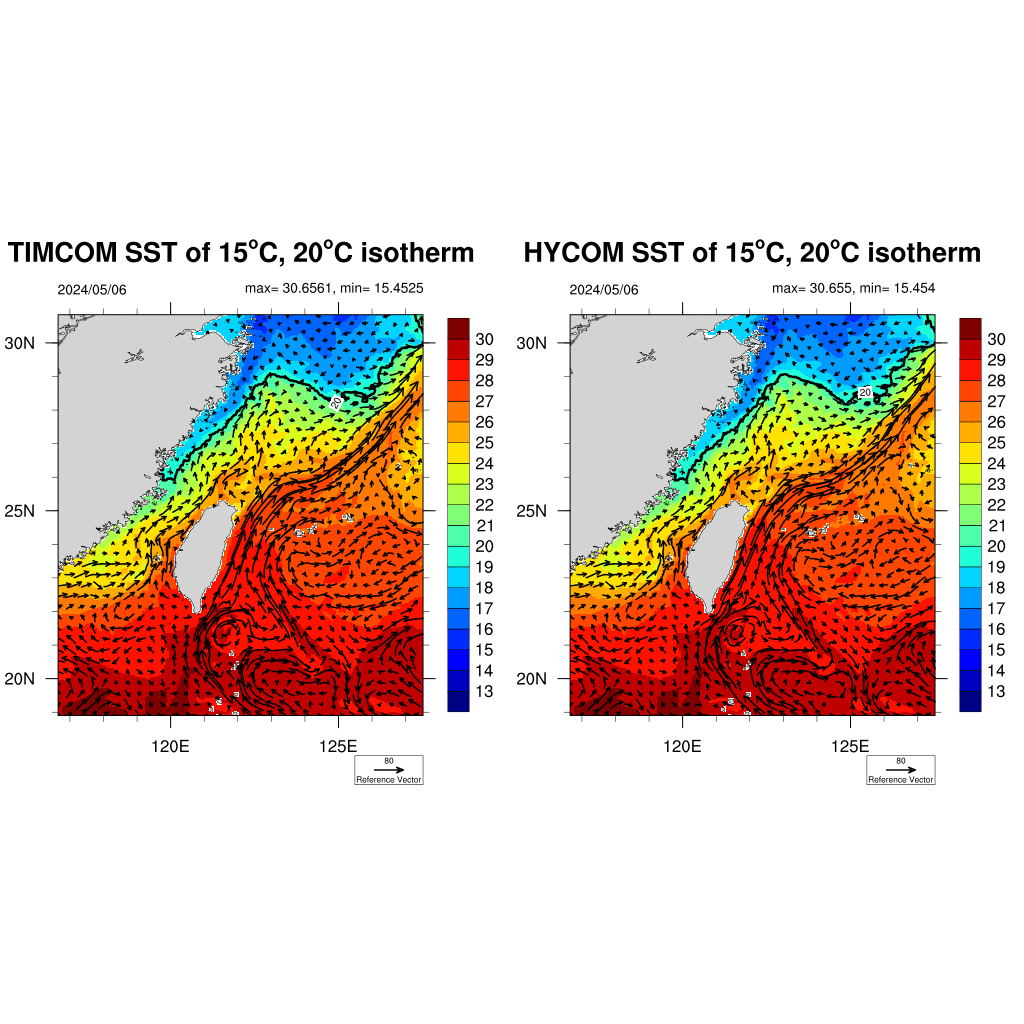 TIMCOM SST of 15°C, 20°C isotherm
2024/05/06
max= 30.6561, min= 15.4525
30N
25N
20N
120E
125E
20
30
29
28
27
26
25
24
23
22
21
20
19
18
17
16
15
14
13
80
Reference Vector
HYCOM SST of 15°C, 20°C isotherm
2024/05/06
max= 30.655, min= 15.454
30N
25N
20N
120E
125E
20
30
29
28
27
26
25
24
23
22
21
20
19
18
17
16
15
14
13
80
Reference Vector